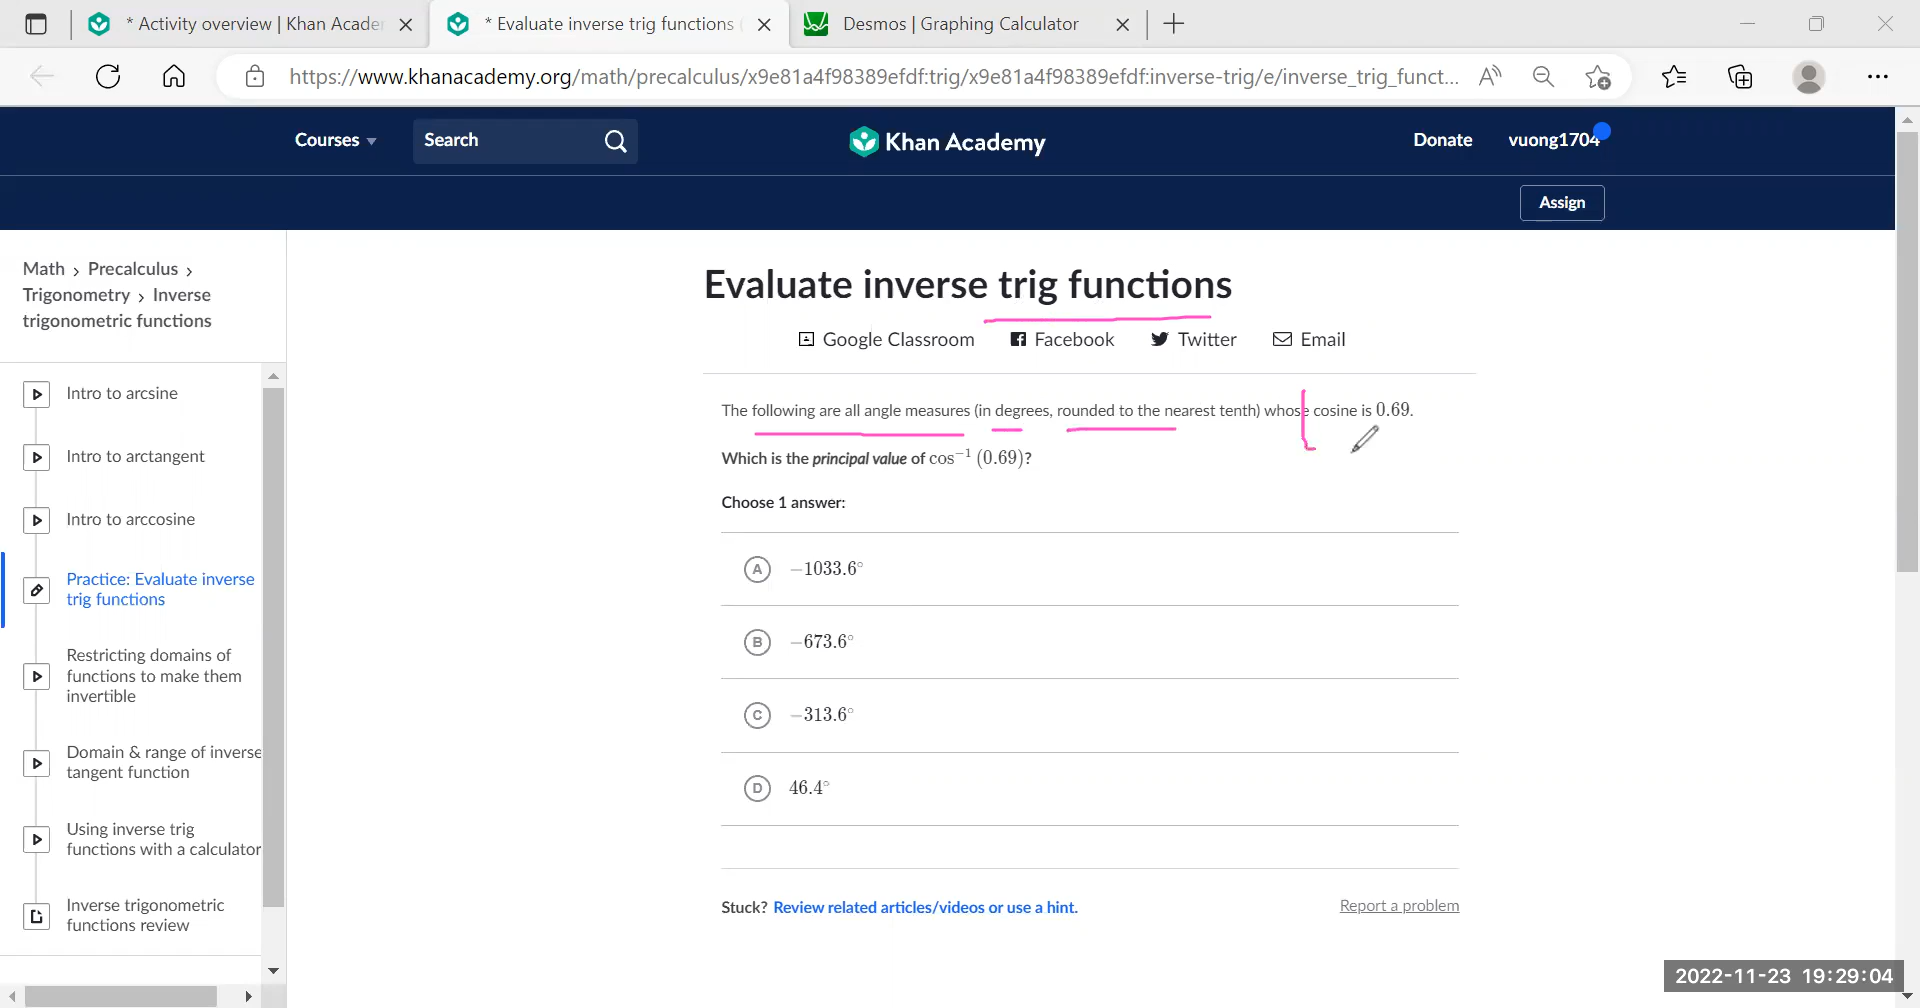 * Activity overview | Khan Acade
* Evaluate inverse trig functions (
Desmos | Graphing Calculator
https://www.khanacademy.org/math/precalculus/x9e81a4f98389efdf:trig/x9e81a4f98389efdf:inverse-trig/e/inverse_trig_funct...
Courses
Search
Khan Academy
Donate
vuong1704
Assign
Math › Precalculus ›
Trigonometry › Inverse
trigonometric functions
Intro to arcsine
Intro to arctangent
Intro to arccosine
Practice: Evaluate inverse
trig functions
Restricting domains of
functions to make them
invertible
Domain & range of inverse
tangent function
Using inverse trig
functions with a calculator
Inverse trigonometric
functions review
Evaluate inverse trig functions
Google Classroom
Facebook
Twitter
Email
The following are all angle measures (in degrees, rounded to the nearest tenth) whose cosine is 0.69.
Which is the principal value of cos⁻¹ (0.69)?
Choose 1 answer:
A −1033.6°
B −673.6°
C −313.6°
D 46.4°
Stuck? Review related articles/videos or use a hint.
Report a problem
2022-11-23 19:29:04